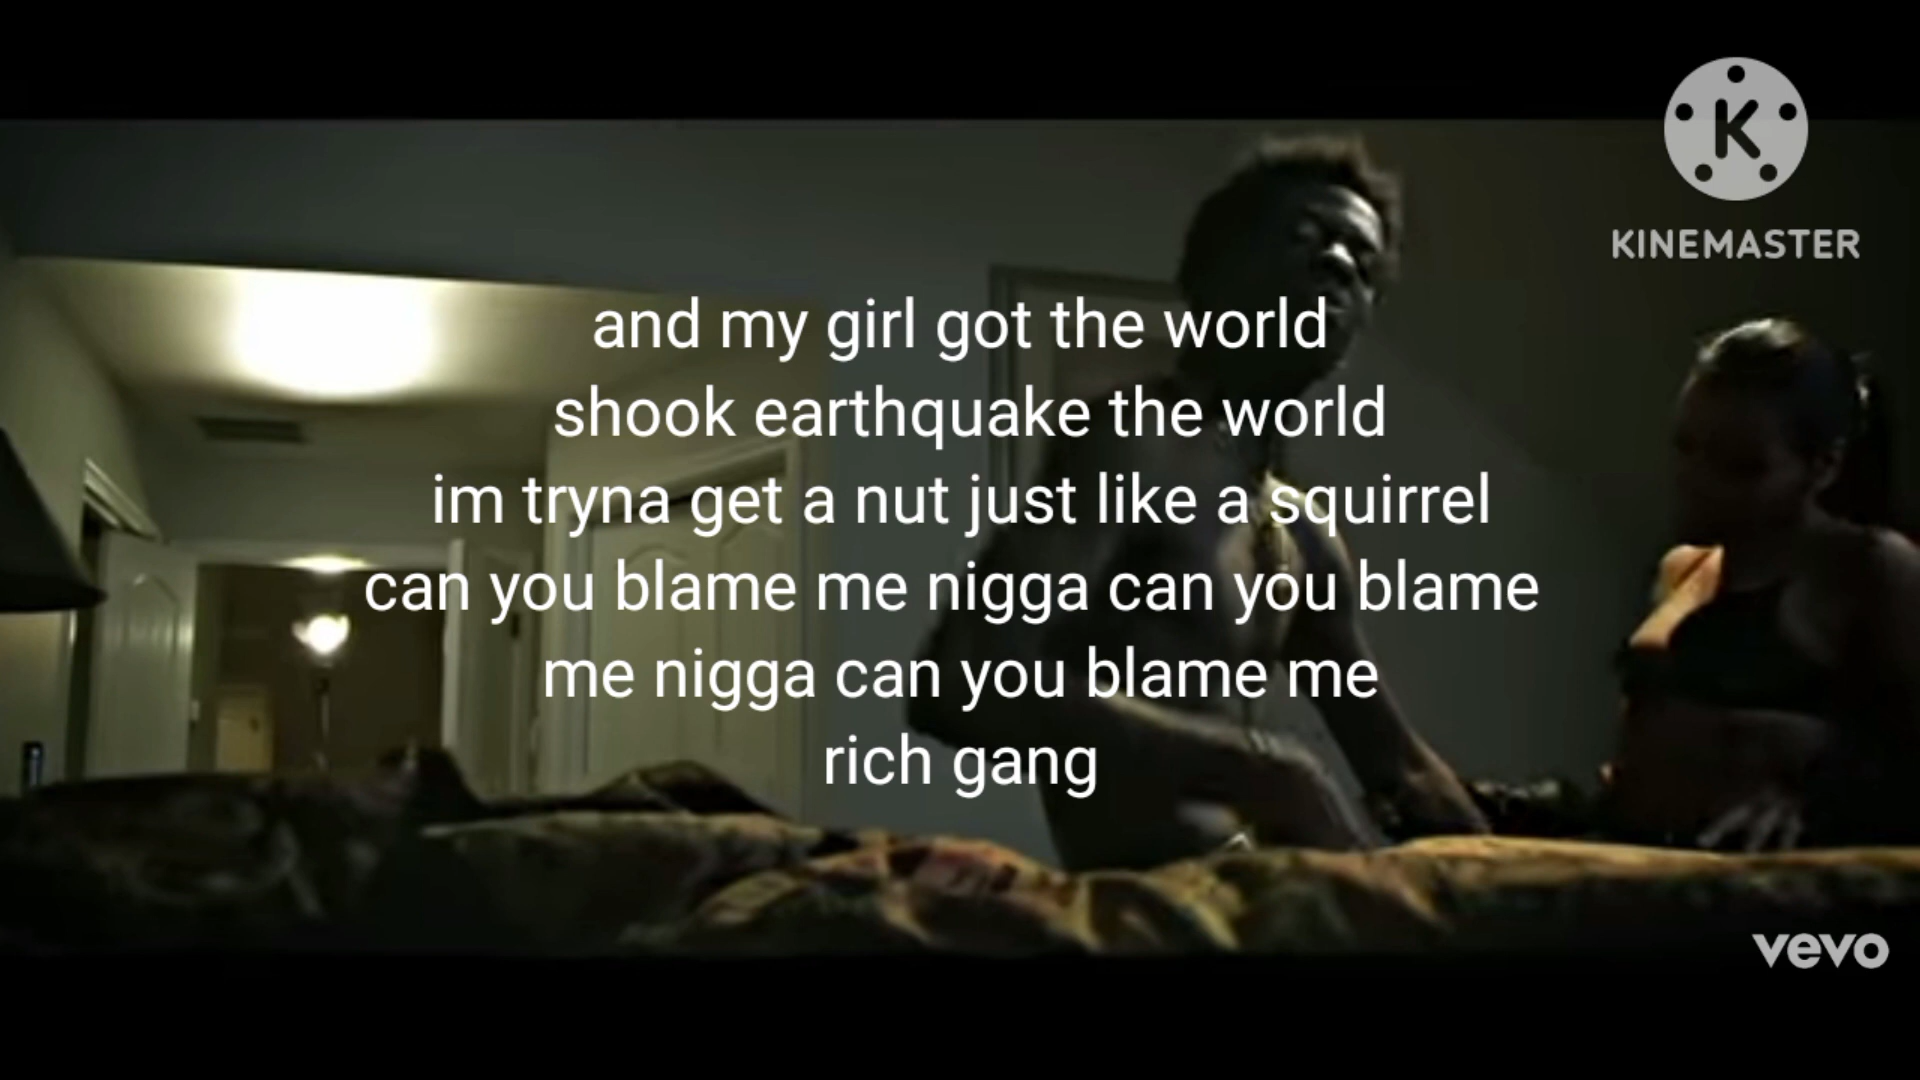 KINEMASTER
and my girl got the world
shook earthquake the world
im tryna get a nut just like a squirrel
can you blame me nigga can you blame
me nigga can you blame me
rich gang
vevo